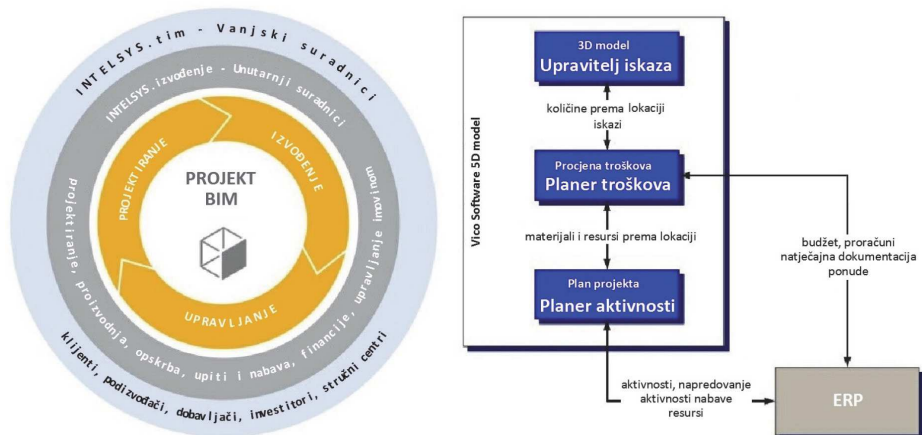 INTELSYS.tim - Vanjski suradnici
INTELSYS.izvođenje - Unutarnji suradnici
PROJEKTIRANJE
IZVOĐENJE
PROJEKT
BIM
UPRAVLJANJE
projektiranje, proizvodnja, opskrba, upiti i nabava, financije, upravljanje imovinom
klijenti, podizvođači, dobavljači, investitori, stručni centri
Vico Software 5D model
3D model
Upravitelj iskaza
količine prema lokaciji
iskazi
Procjena troškova
Planer troškova
materijali i resursi prema lokaciji
Plan projekta
Planer aktivnosti
budžet, proračuni
natječajna dokumentacija
ponude
aktivnosti, napredovanje
aktivnosti nabave
resursi
ERP